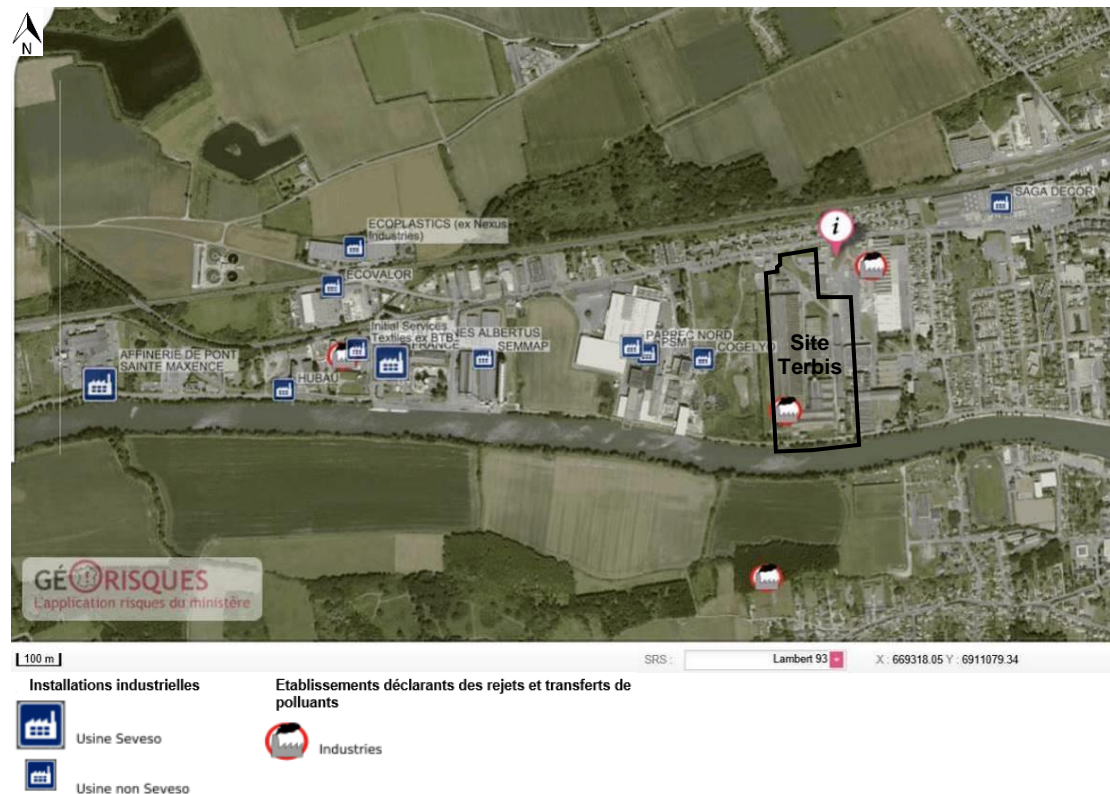 N
SAGA DECOR
ECOPLASTICS (ex Nexus
Industries)
ECOVALOR
Initial Services
Textiles ex BTB
FRANCE
NES ALBERTUS
SEMMAP
PAPREC NORD
PSM
COGELYO
AFFINERIE DE PONT
SAINTE MAXENCE
HUBAU
Site
Terbis
GÉORISQUES
L'application risques du ministère
100 m
SRS :
Lambert 93
X : 669318.05 Y : 6911079.34
Installations industrielles
Etablissements déclarants des rejets et transferts de
polluants
Usine Seveso
Industries
Usine non Seveso